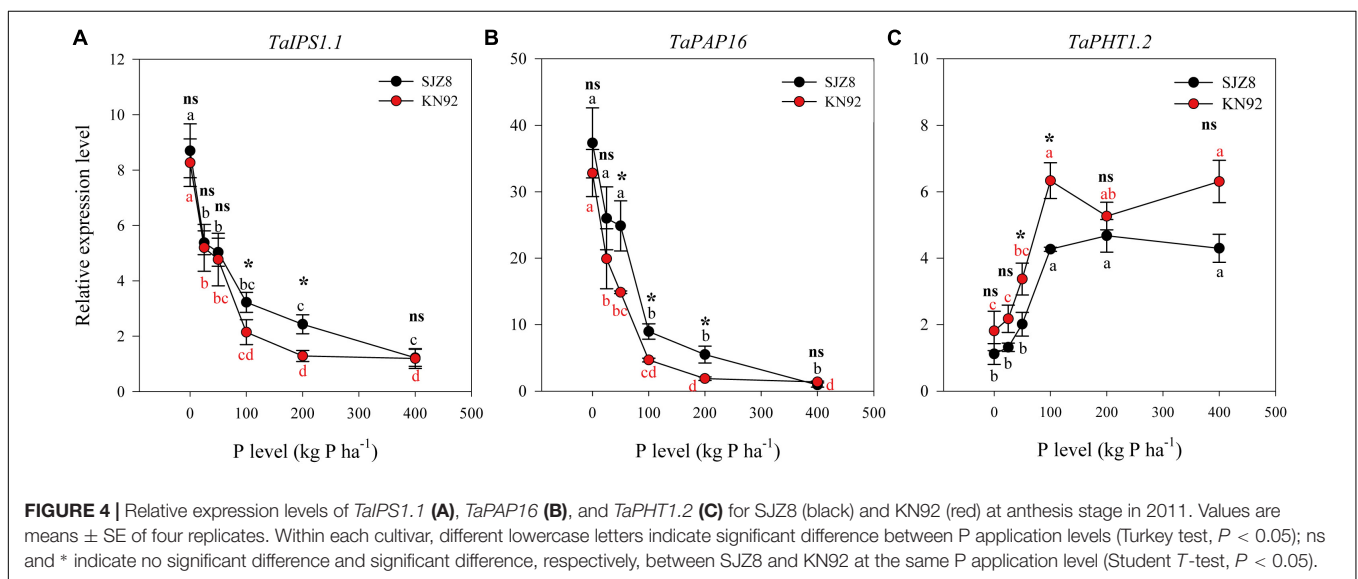 A
TaIPS1.1
12
10
8
6
4
2
0
Relative expression level
SJZ8
KN92
ns
a
a
ns
b
b
ns
b
bc
*
bc
cd
*
c
d
ns
c
d
0 100 200 300 400 500
P level (kg P ha-1)
B
TaPAP16
50
40
30
20
10
0
SJZ8
KN92
ns
a
a
ns
a
b
*
a
bc
*
b
cd
*
b
d
ns
b
d
0 100 200 300 400 500
P level (kg P ha-1)
C
TaPHT1.2
10
8
6
4
2
0
SJZ8
KN92
ns
c
b
ns
c
b
*
bc
b
*
a
a
ns
ab
a
ns
a
a
0 100 200 300 400 500
P level (kg P ha-1)
FIGURE 4 | Relative expression levels of TaIPS1.1 (A), TaPAP16 (B), and TaPHT1.2 (C) for SJZ8 (black) and KN92 (red) at anthesis stage in 2011. Values are
means ± SE of four replicates. Within each cultivar, different lowercase letters indicate significant difference between P application levels (Turkey test, P < 0.05); ns
and * indicate no significant difference and significant difference, respectively, between SJZ8 and KN92 at the same P application level (Student T-test, P < 0.05).